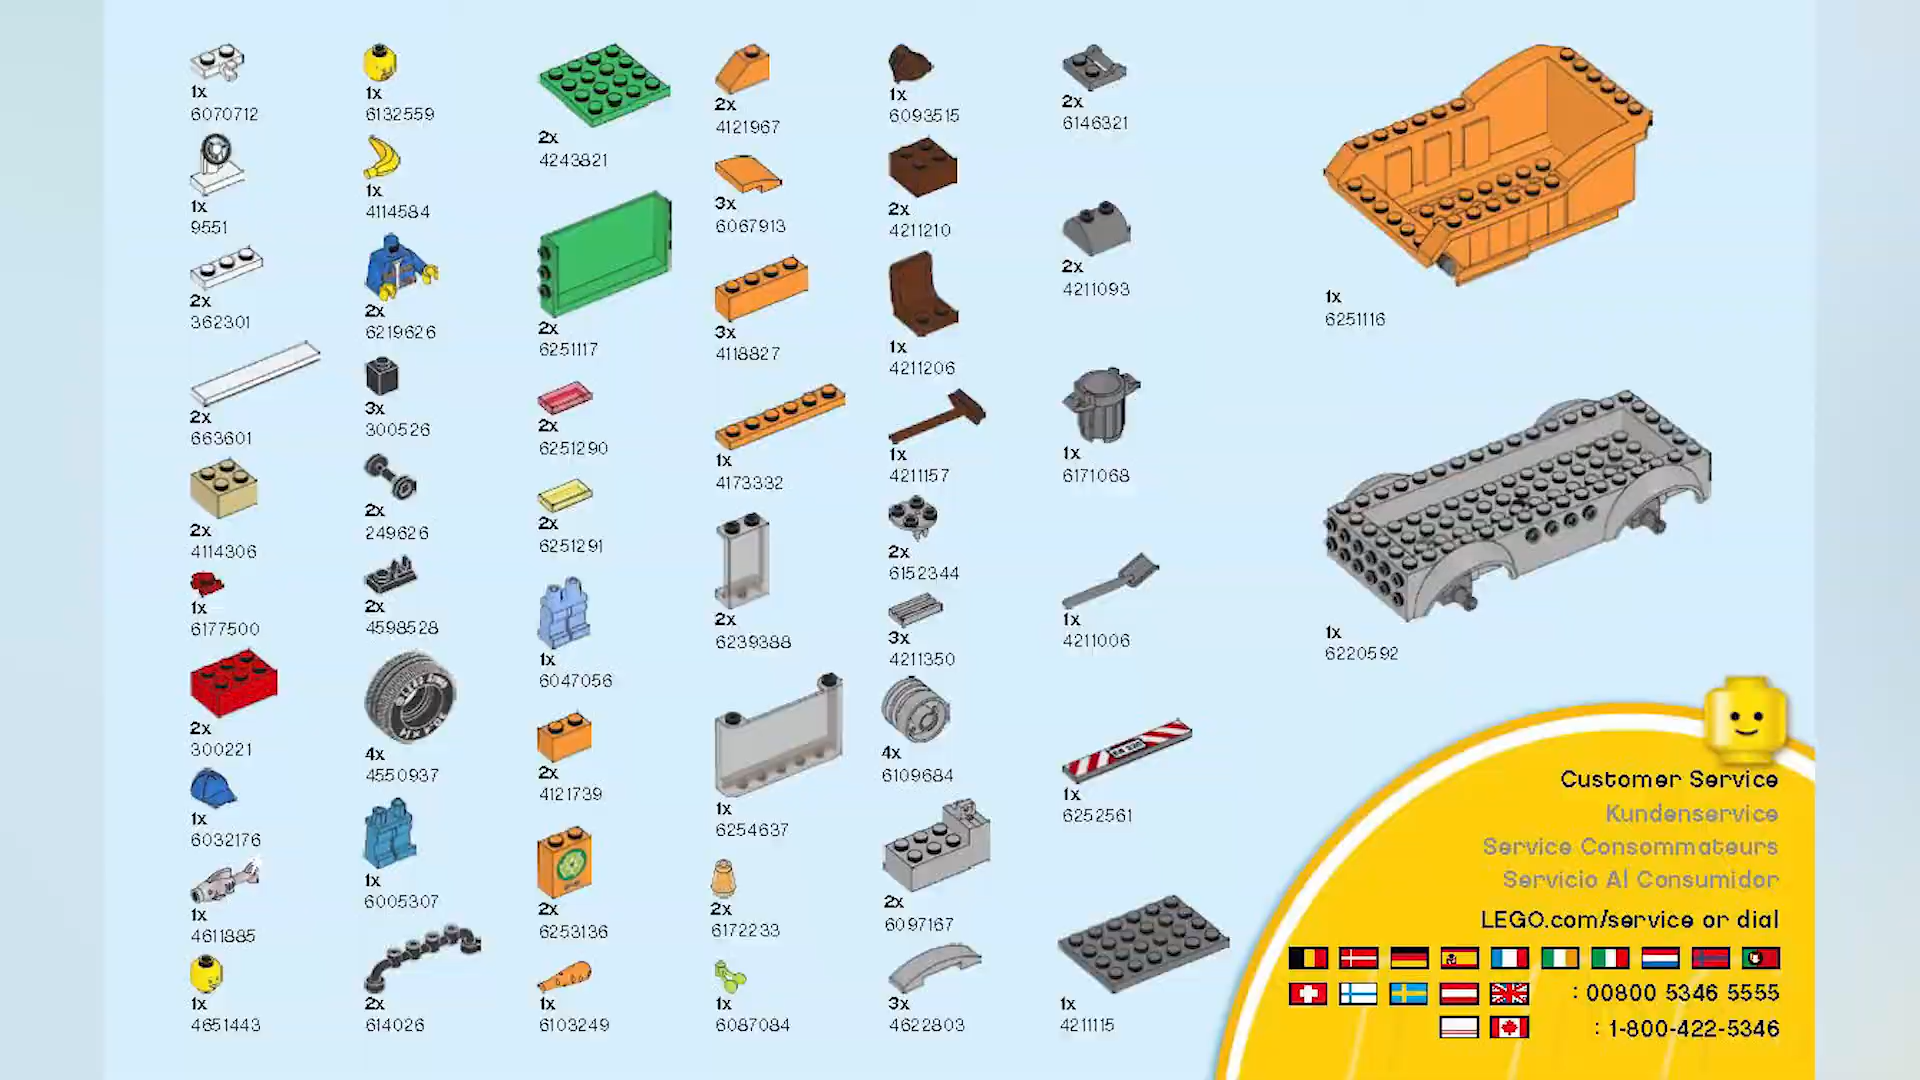 1x
6070712
1x
9551
2x
362301
2x
663601
2x
4114306
1x
6177500
2x
300221
1x
6032176
1x
4611885
1x
4651443
1x
6132559
1x
4114584
2x
6219626
3x
300526
2x
249626
2x
4598528
4x
4550937
1x
6005307
2x
614026
2x
4243821
2x
6251117
2x
6251290
2x
6251291
1x
6047056
2x
4121739
2x
6253136
1x
6103249
2x
4121967
3x
6067913
3x
4118827
1x
4173332
2x
6239388
1x
6254637
2x
6172233
1x
6087084
1x
6093515
2x
4211210
1x
4211206
1x
4211157
2x
6152344
3x
4211350
4x
6109684
2x
6097167
3x
4622803
2x
6146321
2x
4211093
1x
6171068
1x
4211006
1x
6252561
1x
4211115
1x
6251116
1x
6220592
Customer Service
Kundenservice
Service Consommateurs
Servicio Al Consumidor
LEGO.com/service or dial
: 00800 5346 5555
: 1-800-422-5346